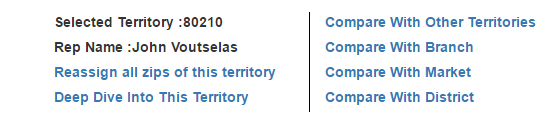 Selected Territory :80210
Rep Name :John Voutselas
Reassign all zips of this territory
Deep Dive Into This Territory
Compare With Other Territories
Compare With Branch
Compare With Market
Compare With District